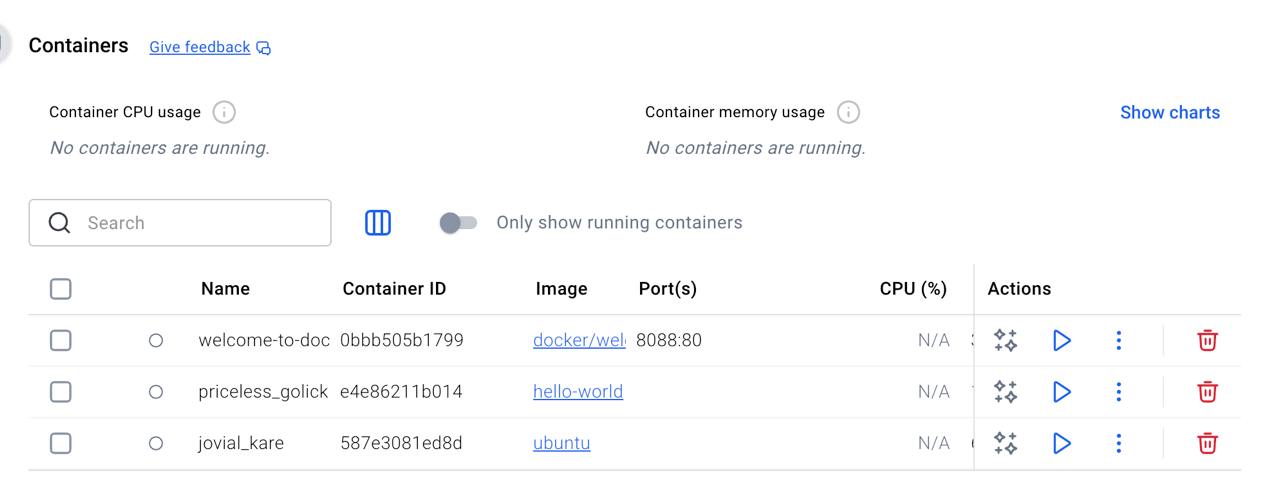 Containers Give feedback
Container CPU usage Container memory usage Show charts
No containers are running. No containers are running.
Search Only show running containers
Name Container ID Image Port(s) CPU (%) Actions
welcome-to-doc 0bbb505b1799 docker/wel 8088:80 N/A
priceless_golick e4e86211b014 hello-world N/A
jovial_kare 587e3081ed8d ubuntu N/A